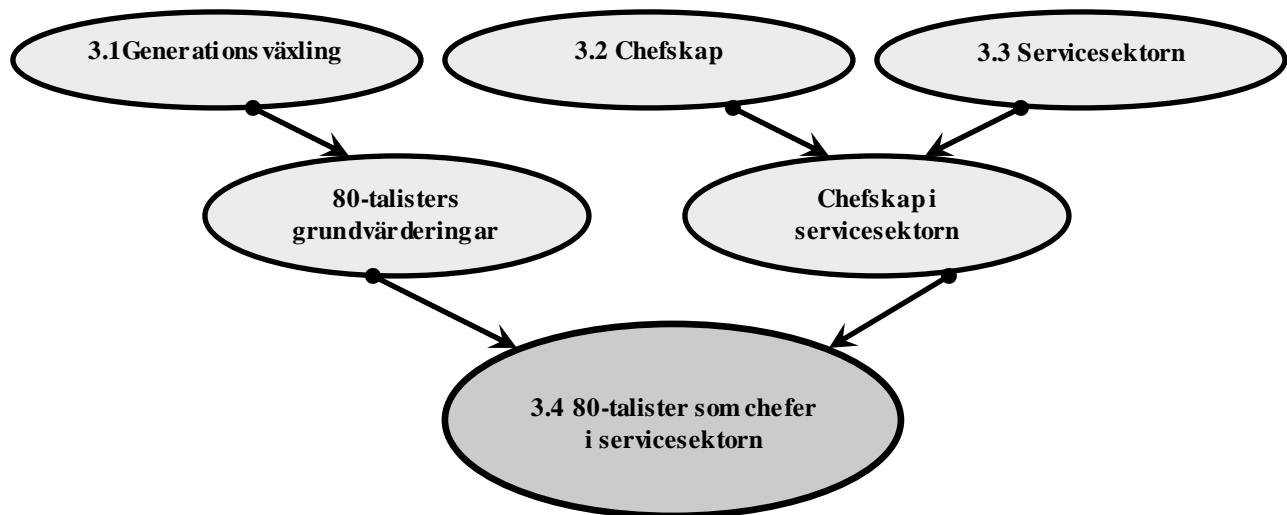 3.1Generationsväxling
3.2 Chefskap
3.3 Servicesektorn
80-talisters
grundvärderingar
Chefskap i
servicesektorn
3.4 80-talister som chefer
i servicesektorn